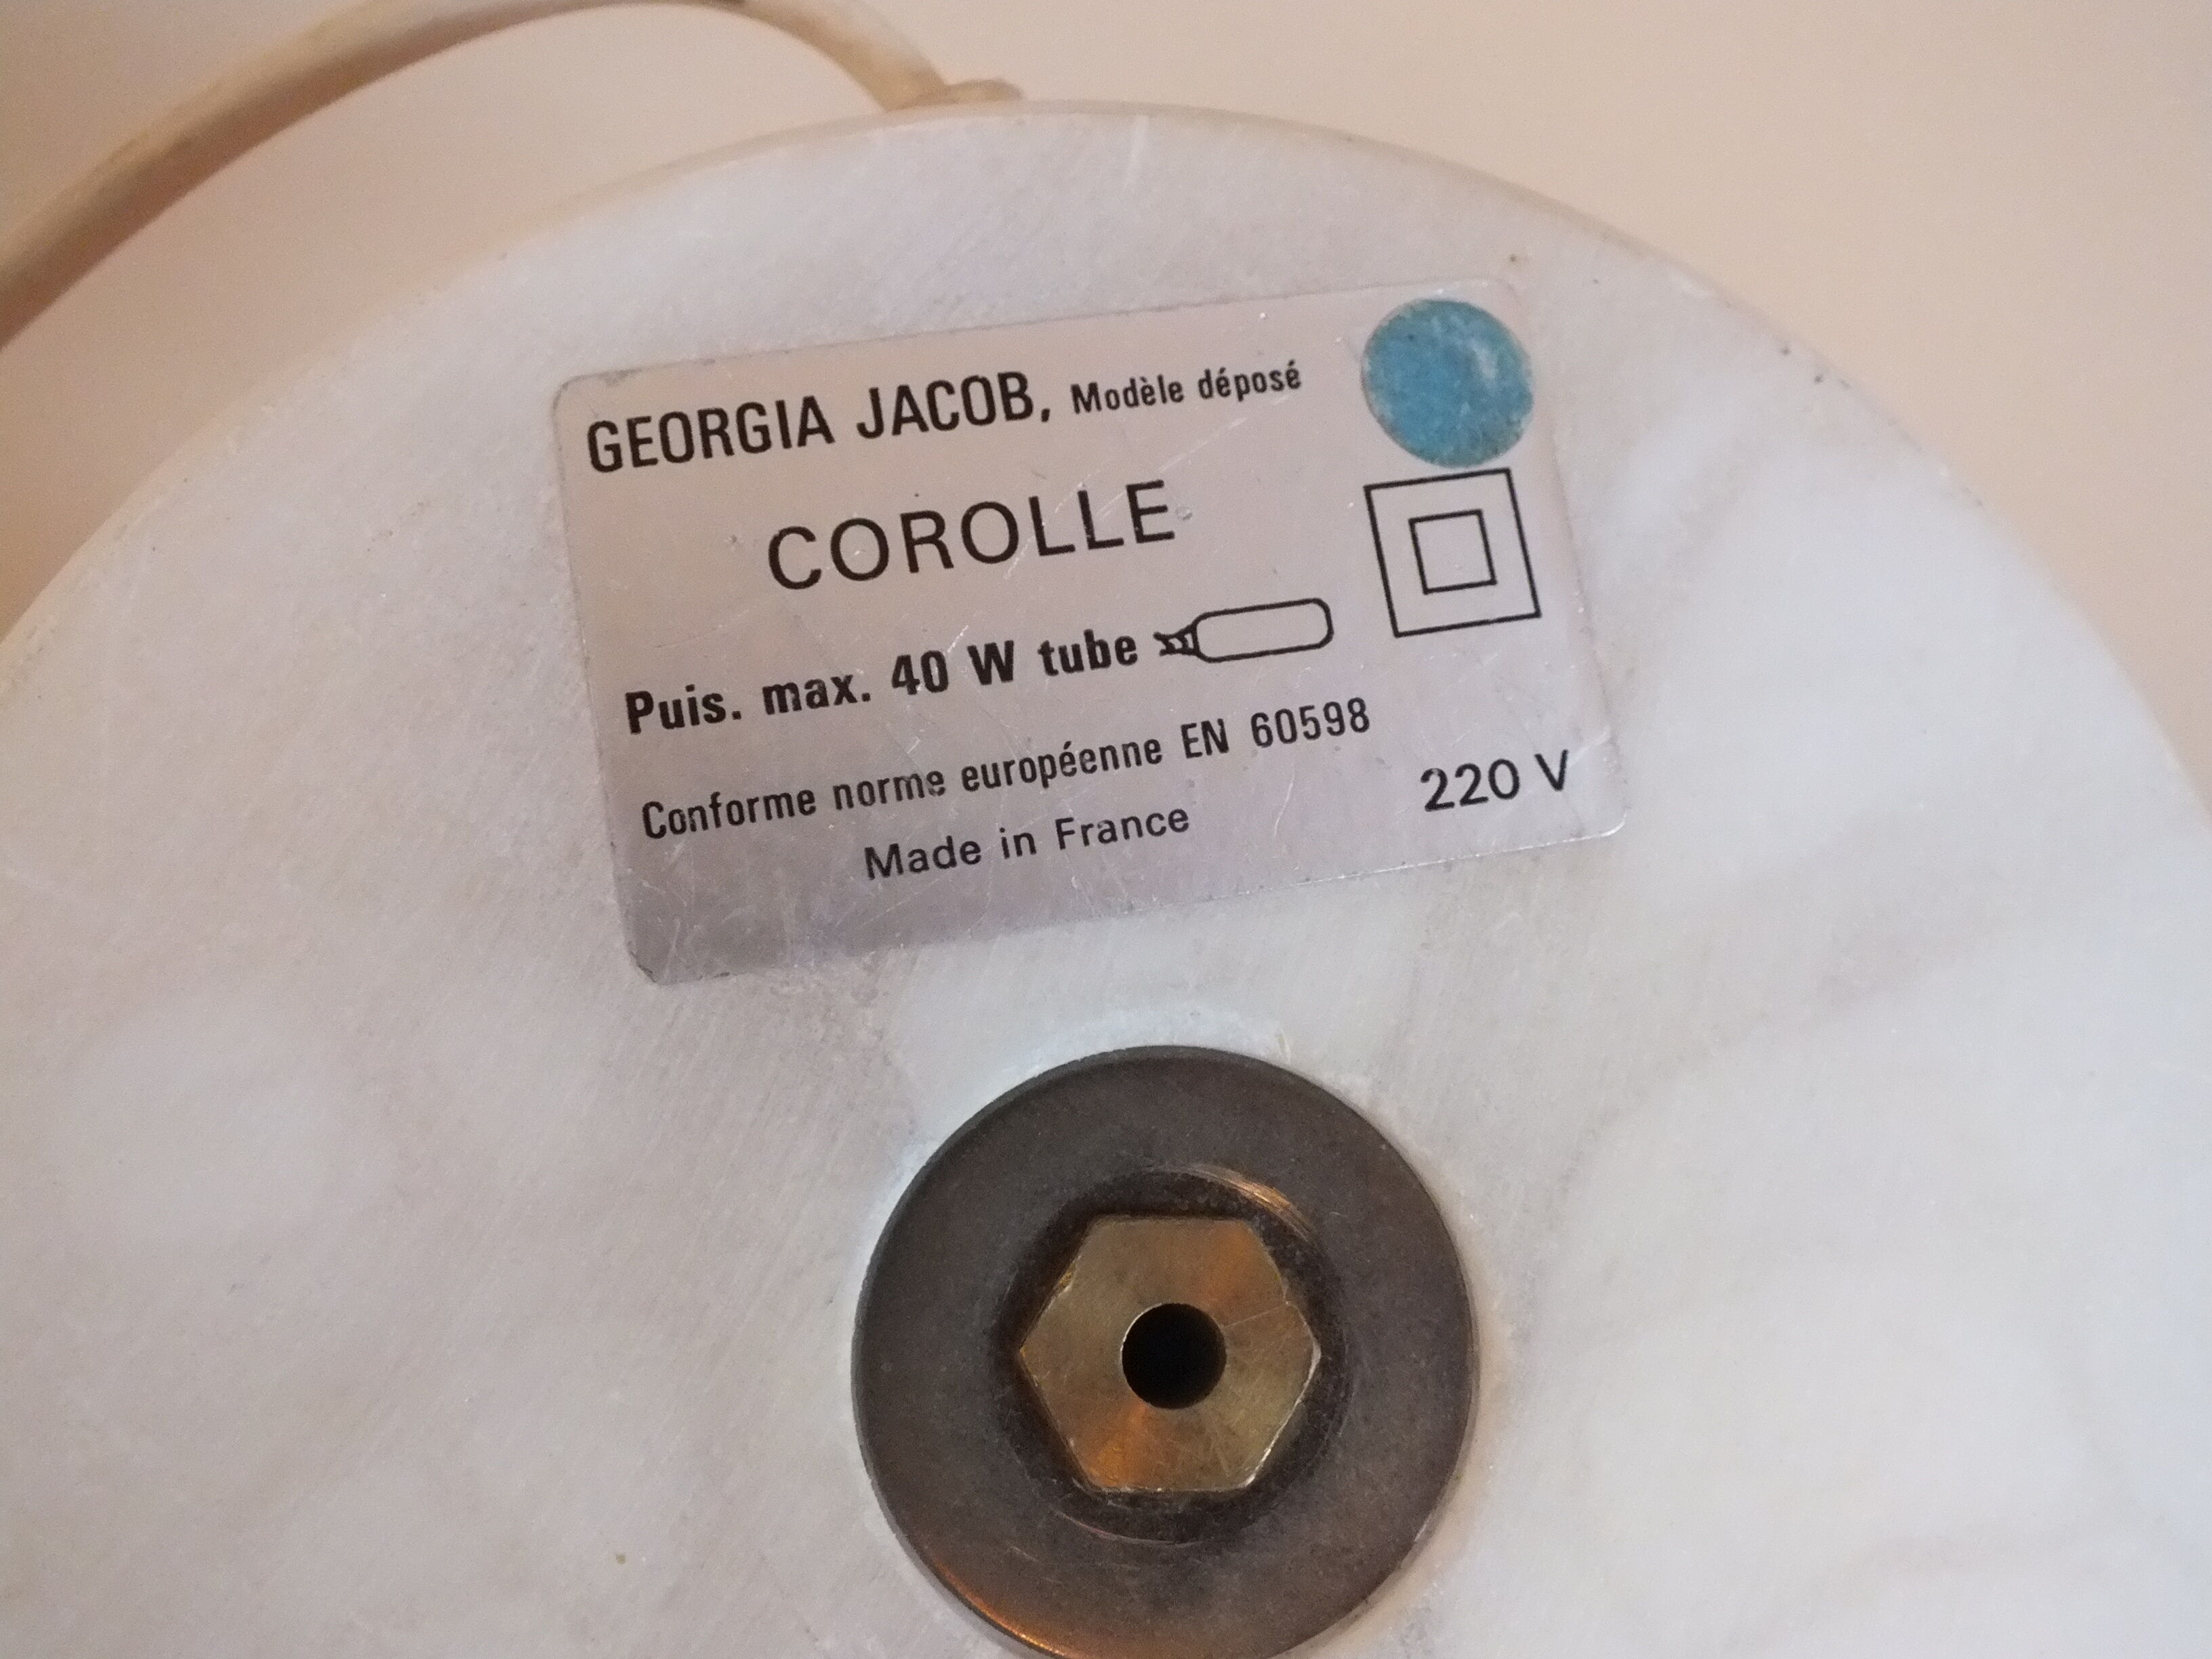 GEORGIA JACOB, Modèle déposé
COROLLE
Puis. max. 40 W tube
Conforme norme européenne EN 60598
Made in France
220 V